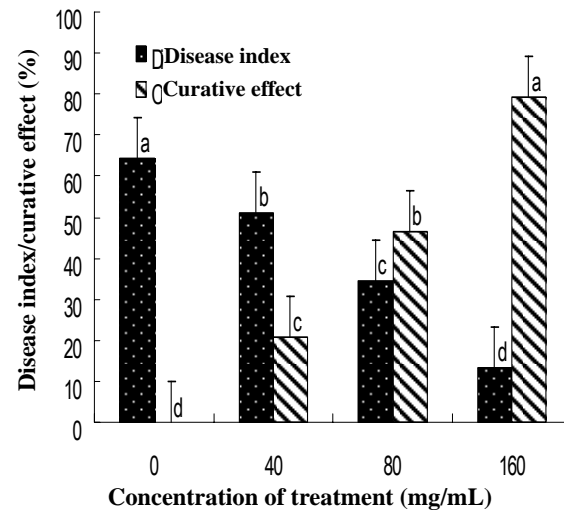 100
90
80
70
60
50
40
30
20
10
0
Disease index/curative effect (%)
Disease index
Curative effect
a
d
b
c
c
b
d
a
0 40 80 160
Concentration of treatment (mg/mL)